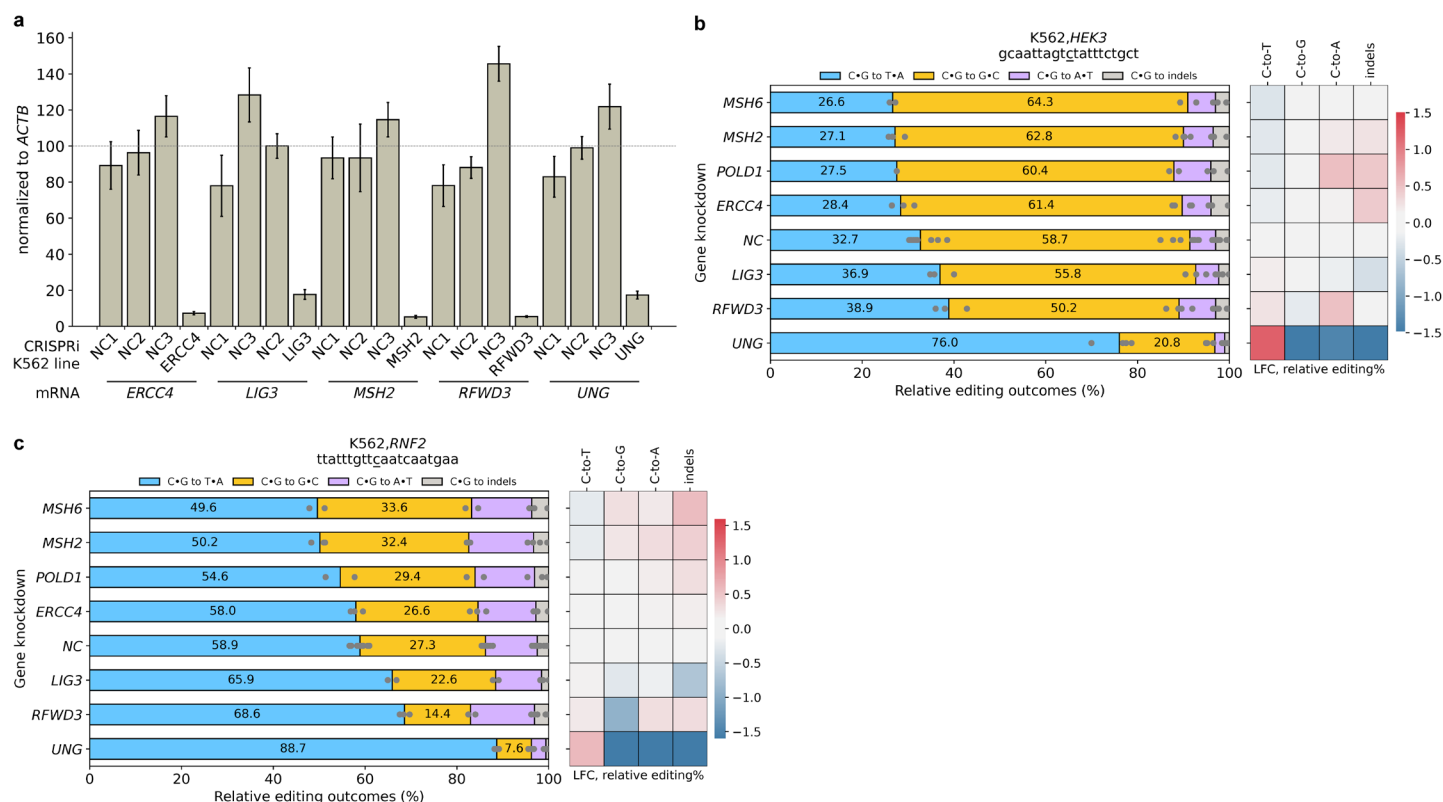 a
160
140
120
100
80
60
40
20
0
normalized to ACTB
CRISPRi
K562 line
NC1 NC2 NC3 ERCC4 NC1 NC3 NC2 LIG3 NC1 NC2 NC3 MSH2 NC1 NC2 NC3 RFWD3 NC1 NC2 NC3 UNG
mRNA ERCC4 LIG3 MSH2 RFWD3 UNG
b
K562,HEK3
gcaattagtctatttctgct
C•G to T•A C•G to G•C C•G to A•T C•G to indels
Gene knockdown
MSH6 26.6 64.3
MSH2 27.1 62.8
POLD1 27.5 60.4
ERCC4 28.4 61.4
NC 32.7 58.7
LIG3 36.9 55.8
RFWD3 38.9 50.2
UNG 76.0 20.8
0 20 40 60 80 100
Relative editing outcomes (%)
C-to-T C-to-G C-to-A indels
LFC, relative editing%
1.5
1.0
0.5
0.0
−0.5
−1.0
−1.5
c
K562,RNF2
ttatttgttcaatcaatgaa
C•G to T•A C•G to G•C C•G to A•T C•G to indels
Gene knockdown
MSH6 49.6 33.6
MSH2 50.2 32.4
POLD1 54.6 29.4
ERCC4 58.0 26.6
NC 58.9 27.3
LIG3 65.9 22.6
RFWD3 68.6 14.4
UNG 88.7 7.6
0 20 40 60 80 100
Relative editing outcomes (%)
C-to-T C-to-G C-to-A indels
LFC, relative editing%
1.5
1.0
0.5
0.0
−0.5
−1.0
−1.5